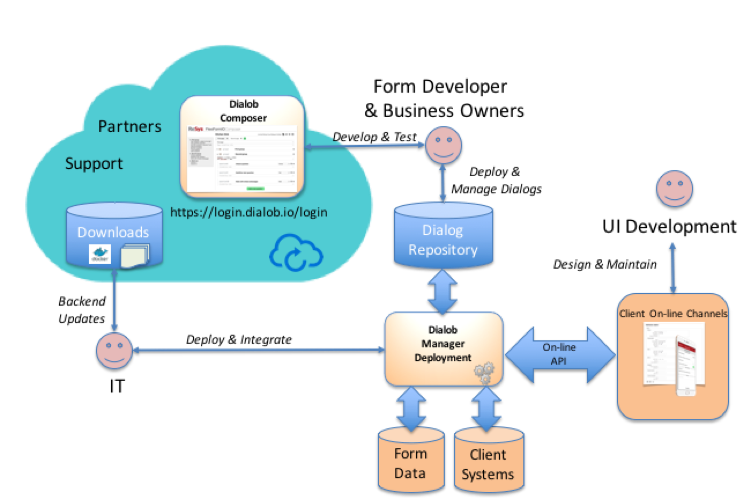 Form Developer
& Business Owners
Dialob
Composer
Partners
Develop & Test
Support
Deploy &
Manage Dialogs
https://login.dialob.io/login
UI Development
Downloads
docker
Dialog
Repository
Design & Maintain
Backend
Updates
Client On-line Channels
Deploy & Integrate
Dialob
Manager
Deployment
On-line
API
IT
Form
Data
Client
Systems